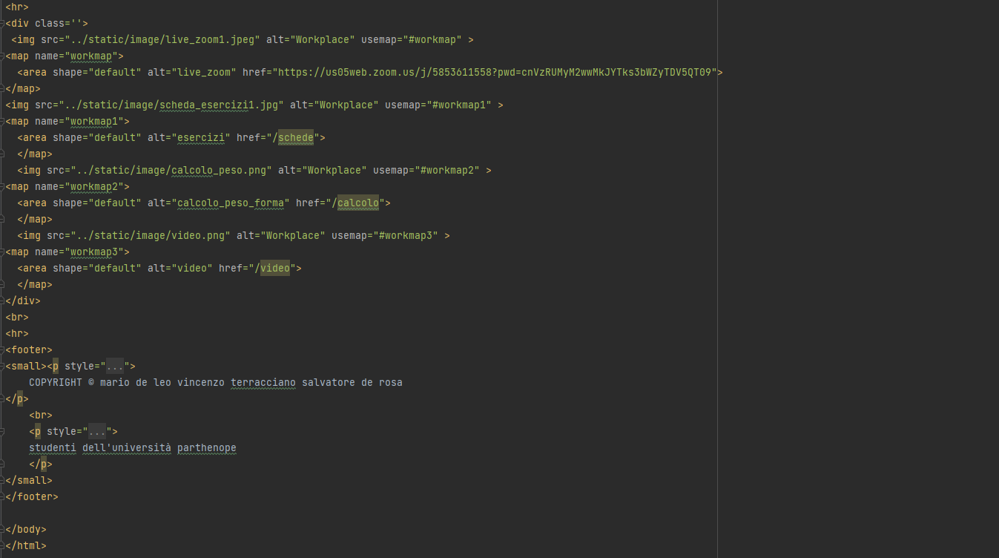 <hr>
<div class=''>
<img src="../static/image/live_zoom1.jpeg" alt="Workplace" usemap="#workmap" >
<map name="workmap">
<area shape="default" alt="live_zoom" href="https://us05web.zoom.us/j/5853611558?pwd=cnVzRUMyM2wwMkJYTks3bWZyTDV5QT09">
</map>
<img src="../static/image/scheda_esercizi1.jpg" alt="Workplace" usemap="#workmap1" >
<map name="workmap1">
<area shape="default" alt="esercizi" href="/schede">
</map>
<img src="../static/image/calcolo_peso.png" alt="Workplace" usemap="#workmap2" >
<map name="workmap2">
<area shape="default" alt="calcolo_peso_forma" href="/calcolo">
</map>
<img src="../static/image/video.png" alt="Workplace" usemap="#workmap3" >
<map name="workmap3">
<area shape="default" alt="video" href="/video">
</map>
</div>
<br>
<hr>
<footer>
<small><p style="...">
COPYRIGHT © mario de leo vincenzo terracciano salvatore de rosa
</p>
<br>
<p style="...">
studenti dell'università parthenope
</p>
</small>
</footer>
</body>
</html>